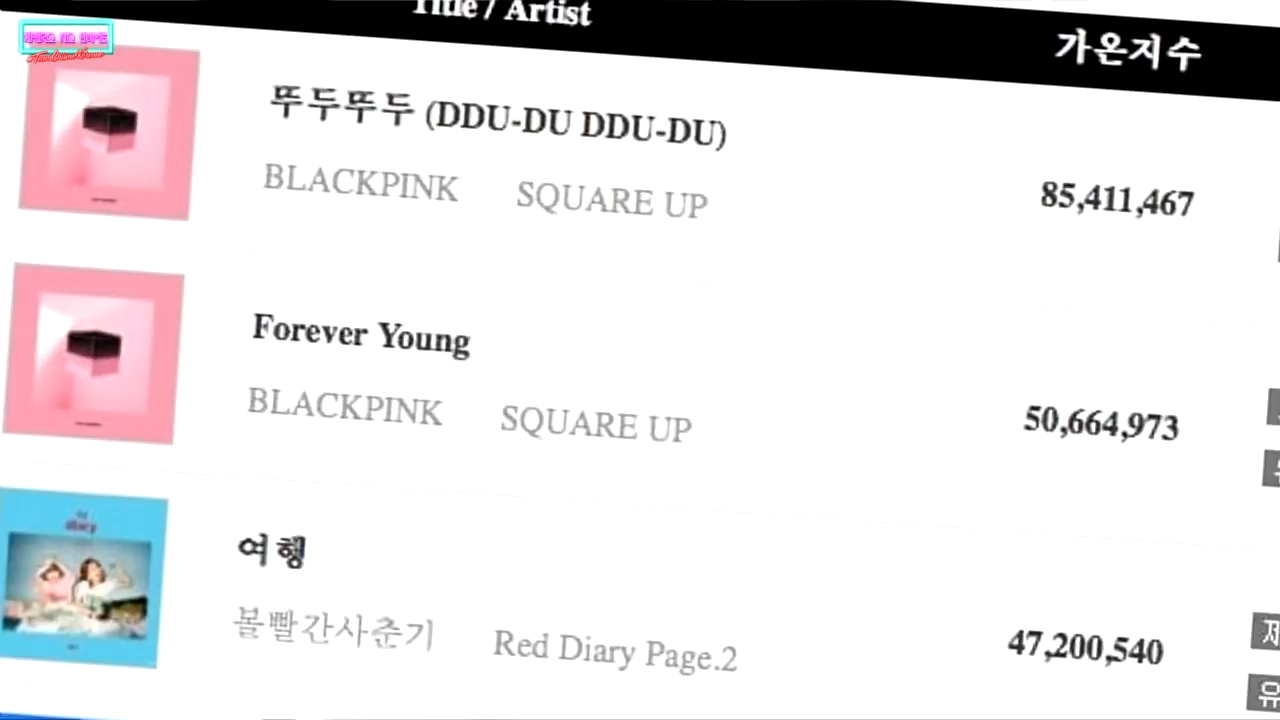 Title / Artist
가온지수
뚜두뚜두 (DDU-DU DDU-DU)
BLACKPINK SQUARE UP
85,411,467
Forever Young
BLACKPINK SQUARE UP
50,664,973
여행
볼빨간사춘기 Red Diary Page.2
47,200,540
제
유